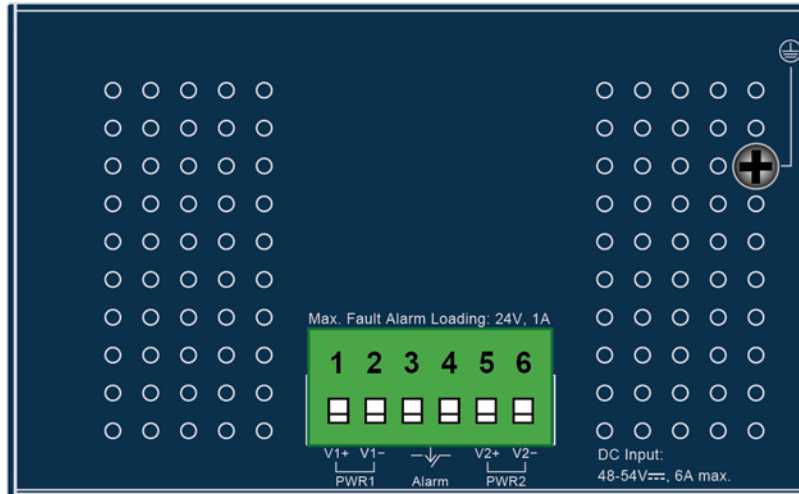 Max. Fault Alarm Loading: 24V, 1A
1 2 3 4 5 6
V1+ V1− V2+ V2−
PWR1 Alarm PWR2
DC Input:
48-54V⎓, 6A max.